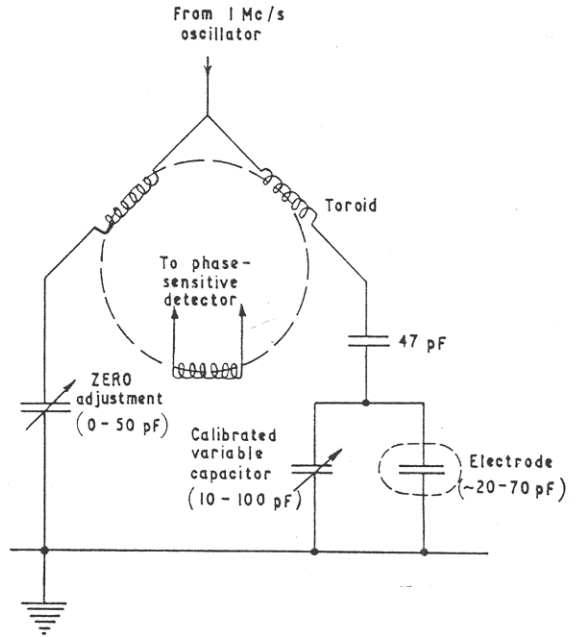 From 1 Mc/s
oscillator
Toroid
To phase-
sensitive
detector
47 pF
ZERO
adjustment
(0-50 pF)
Calibrated
variable
capacitor
(10-100 pF)
Electrode
(~20-70 pF)